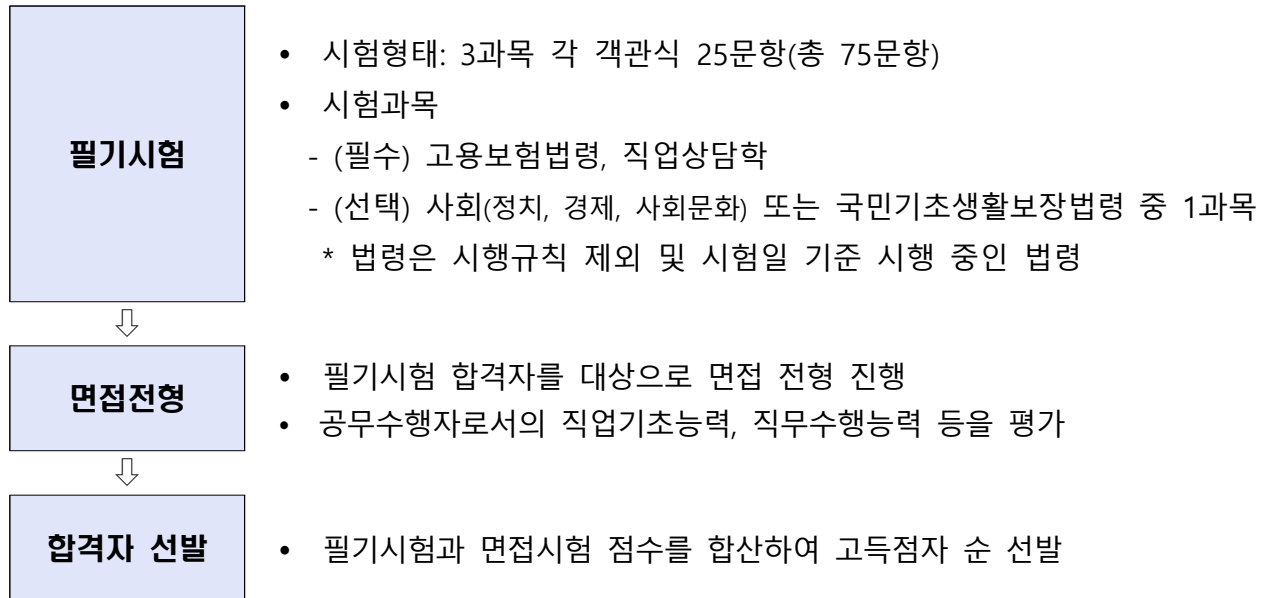 필기시험
• 시험형태: 3과목 각 객관식 25문항(총 75문항)
• 시험과목
- (필수) 고용보험법령, 직업상담학
- (선택) 사회(정치, 경제, 사회문화) 또는 국민기초생활보장법령 중 1과목
* 법령은 시행규칙 제외 및 시험일 기준 시행 중인 법령
⇩
면접전형
• 필기시험 합격자를 대상으로 면접 전형 진행
• 공무수행자로서의 직업기초능력, 직무수행능력 등을 평가
⇩
합격자 선발
• 필기시험과 면접시험 점수를 합산하여 고득점자 순 선발